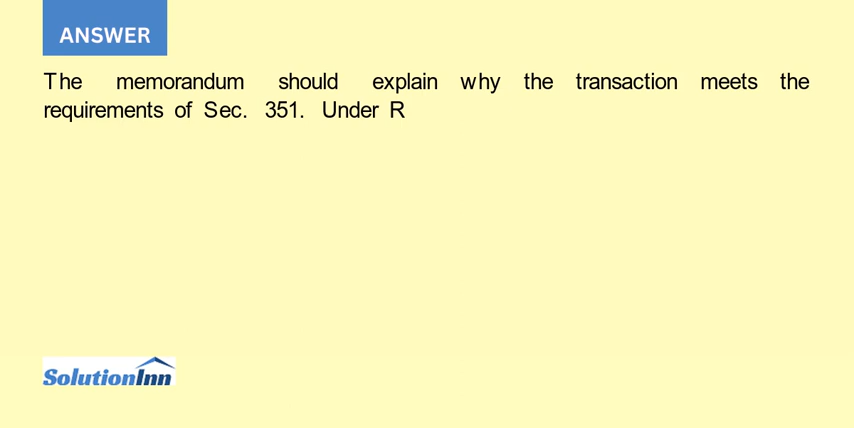 ANSWER
The memorandum should explain why the transaction meets the
requirements of Sec. 351. Under R
SolutionInn